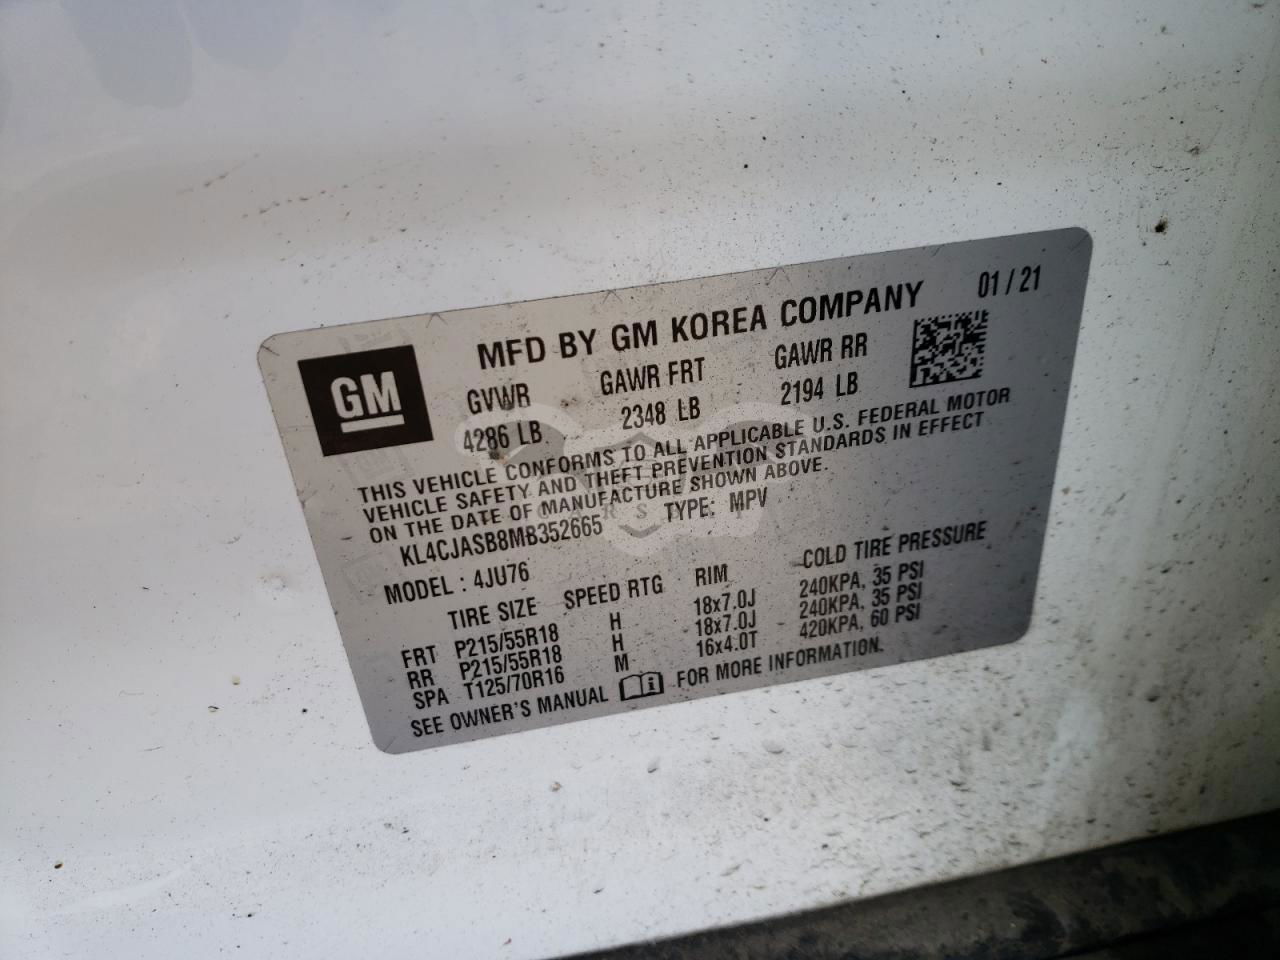 MFD BY GM KOREA COMPANY 01 / 21
GM
GVWR GAWR FRT GAWR RR
4286 LB 2348 LB 2194 LB
THIS VEHICLE CONFORMS TO ALL APPLICABLE U.S. FEDERAL MOTOR
VEHICLE SAFETY AND THEFT PREVENTION STANDARDS IN EFFECT
ON THE DATE OF MANUFACTURE SHOWN ABOVE.
KL4CJASB8MB352665 TYPE: MPV
MODEL : 4JU76
TIRE SIZE SPEED RTG RIM COLD TIRE PRESSURE
FRT P215/55R18 H 18x7.0J 240KPA, 35 PSI
RR P215/55R18 H 18x7.0J 240KPA, 35 PSI
SPA T125/70R16 M 16x4.0T 420KPA, 60 PSI
SEE OWNER'S MANUAL FOR MORE INFORMATION.